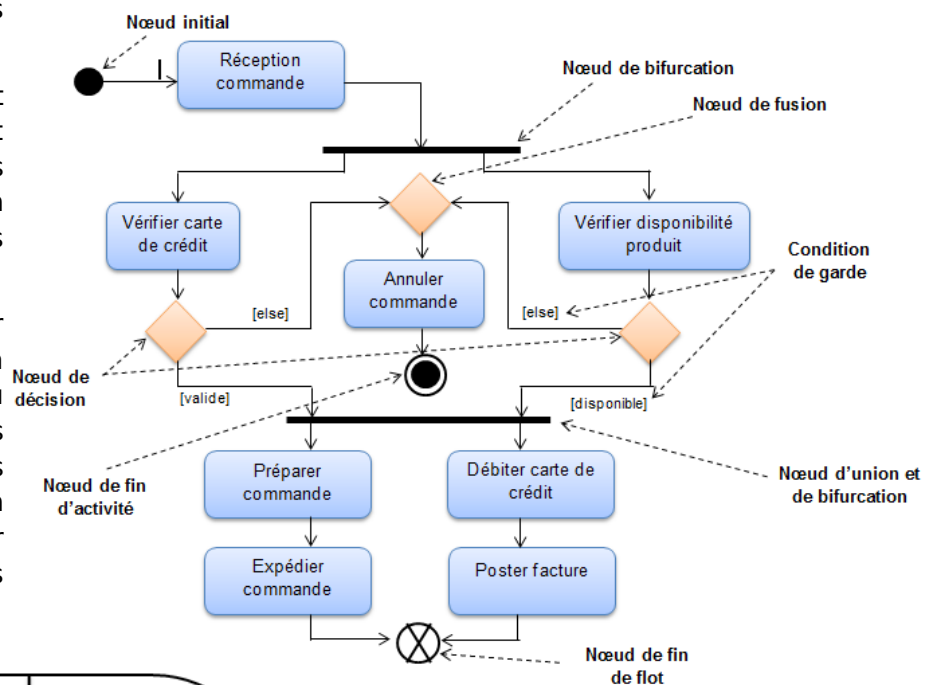 Nœud initial
Réception
commande
Nœud de bifurcation
Nœud de fusion
Vérifier carte
de crédit
Vérifier disponibilité
produit
Condition
de garde
Annuler
commande
[else]
[else]
Nœud de
décision
[valide]
[disponible]
Nœud de fin
d'activité
Préparer
commande
Débiter carte de
crédit
Nœud d'union et
de bifurcation
Expédier
commande
Poster facture
Nœud de fin
de flot